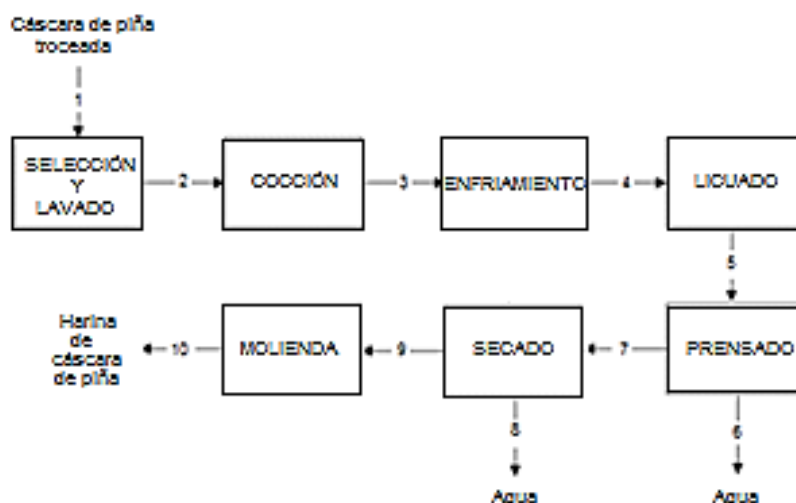 Cáscara de piña
troceada
1
SELECCIÓN
Y
LAVADO
2
COCCIÓN
3
ENFRIAMIENTO
4
LICUADO
5
Harina
de
cáscara
de piña
10
MOLIENDA
9
SECADO
7
PRENSADO
8
6
Agua
Agua